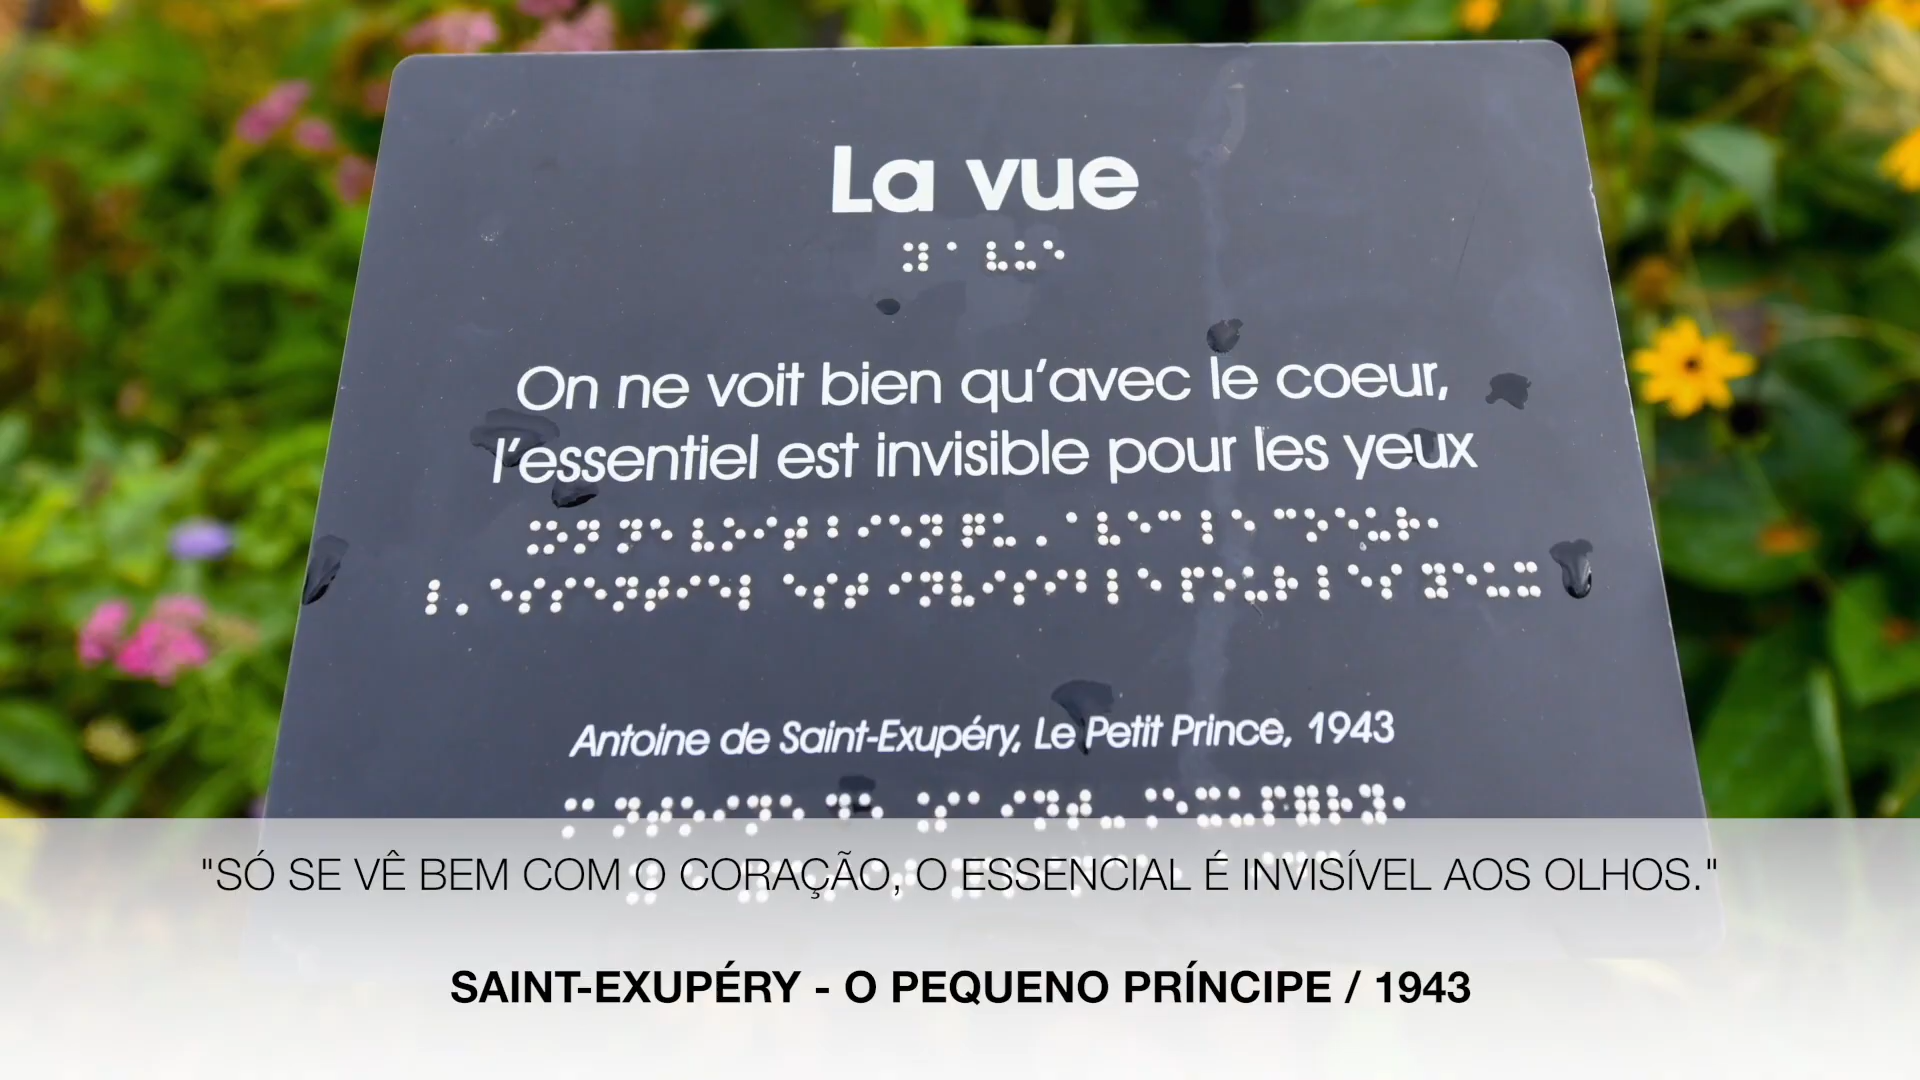 La vue
On ne voit bien qu'avec le coeur,
l'essentiel est invisible pour les yeux
Antoine de Saint-Exupéry, Le Petit Prince, 1943
"SÓ SE VÊ BEM COM O CORAÇÃO, O ESSENCIAL É INVISÍVEL AOS OLHOS."
SAINT-EXUPÉRY - O PEQUENO PRÍNCIPE / 1943